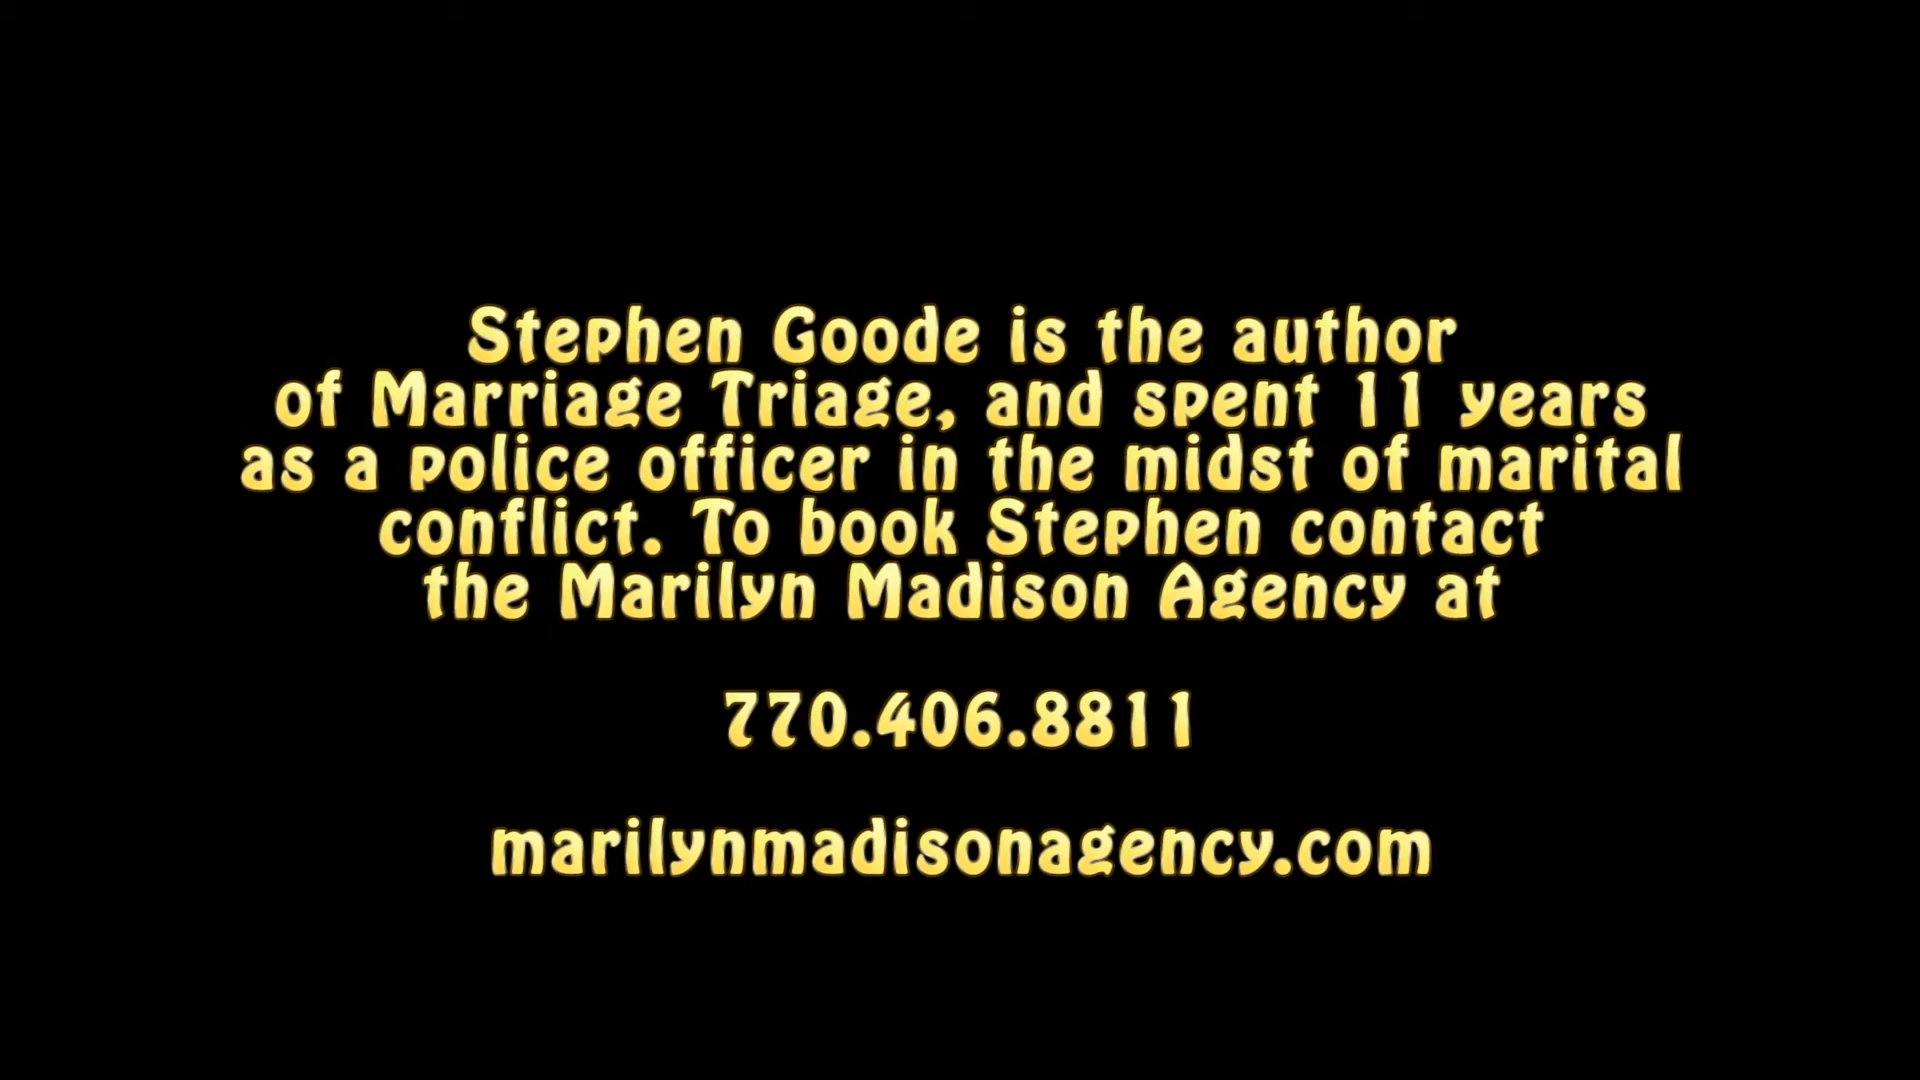 Stephen Goode is the author
of Marriage Triage, and spent 11 years
as a police officer in the midst of marital
conflict. To book Stephen contact
the Marilyn Madison Agency at
770.406.8811
marilynmadisonagency.com